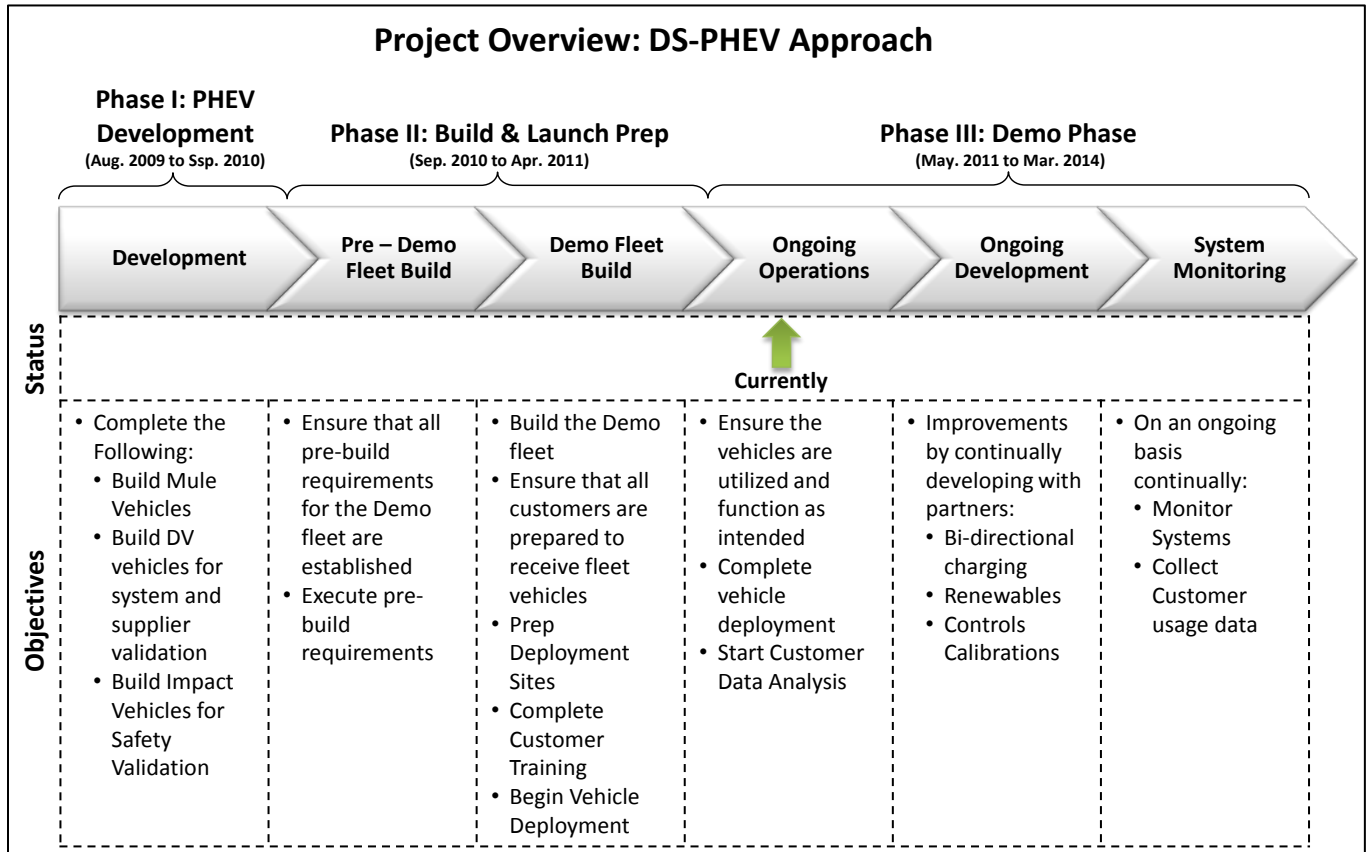 Project Overview: DS-PHEV Approach
Phase I: PHEV
Development
(Aug. 2009 to Ssp. 2010)
Phase II: Build & Launch Prep
(Sep. 2010 to Apr. 2011)
Phase III: Demo Phase
(May. 2011 to Mar. 2014)
Development
Pre – Demo
Fleet Build
Demo Fleet
Build
Ongoing
Operations
Ongoing
Development
System
Monitoring
Status
Currently
Objectives
• Complete the
Following:
• Build Mule
Vehicles
• Build DV
vehicles for
system and
supplier
validation
• Build Impact
Vehicles for
Safety
Validation
• Ensure that all
pre-build
requirements
for the Demo
fleet are
established
• Execute pre-
build
requirements
• Build the Demo
fleet
• Ensure that all
customers are
prepared to
receive fleet
vehicles
• Prep
Deployment
Sites
• Complete
Customer
Training
• Begin Vehicle
Deployment
• Ensure the
vehicles are
utilized and
function as
intended
• Complete
vehicle
deployment
• Start Customer
Data Analysis
• Improvements
by continually
developing with
partners:
• Bi-directional
charging
• Renewables
• Controls
Calibrations
• On an ongoing
basis
continually:
• Monitor
Systems
• Collect
Customer
usage data